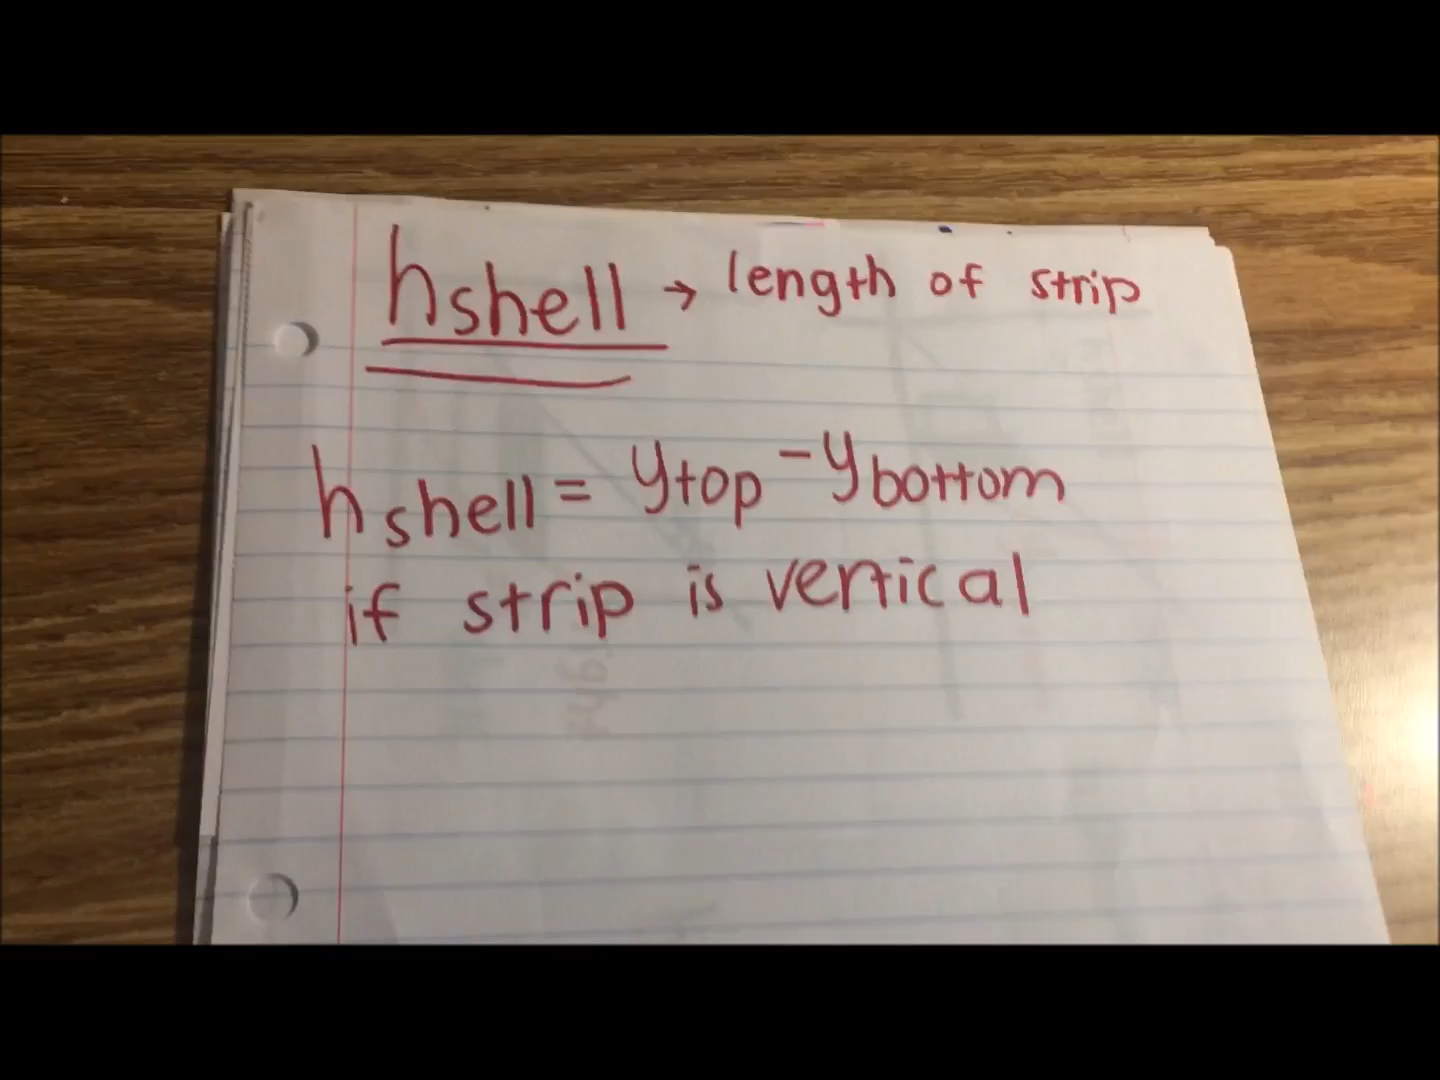 hshell → length of strip
hshell = ytop - ybottom
if strip is vertical